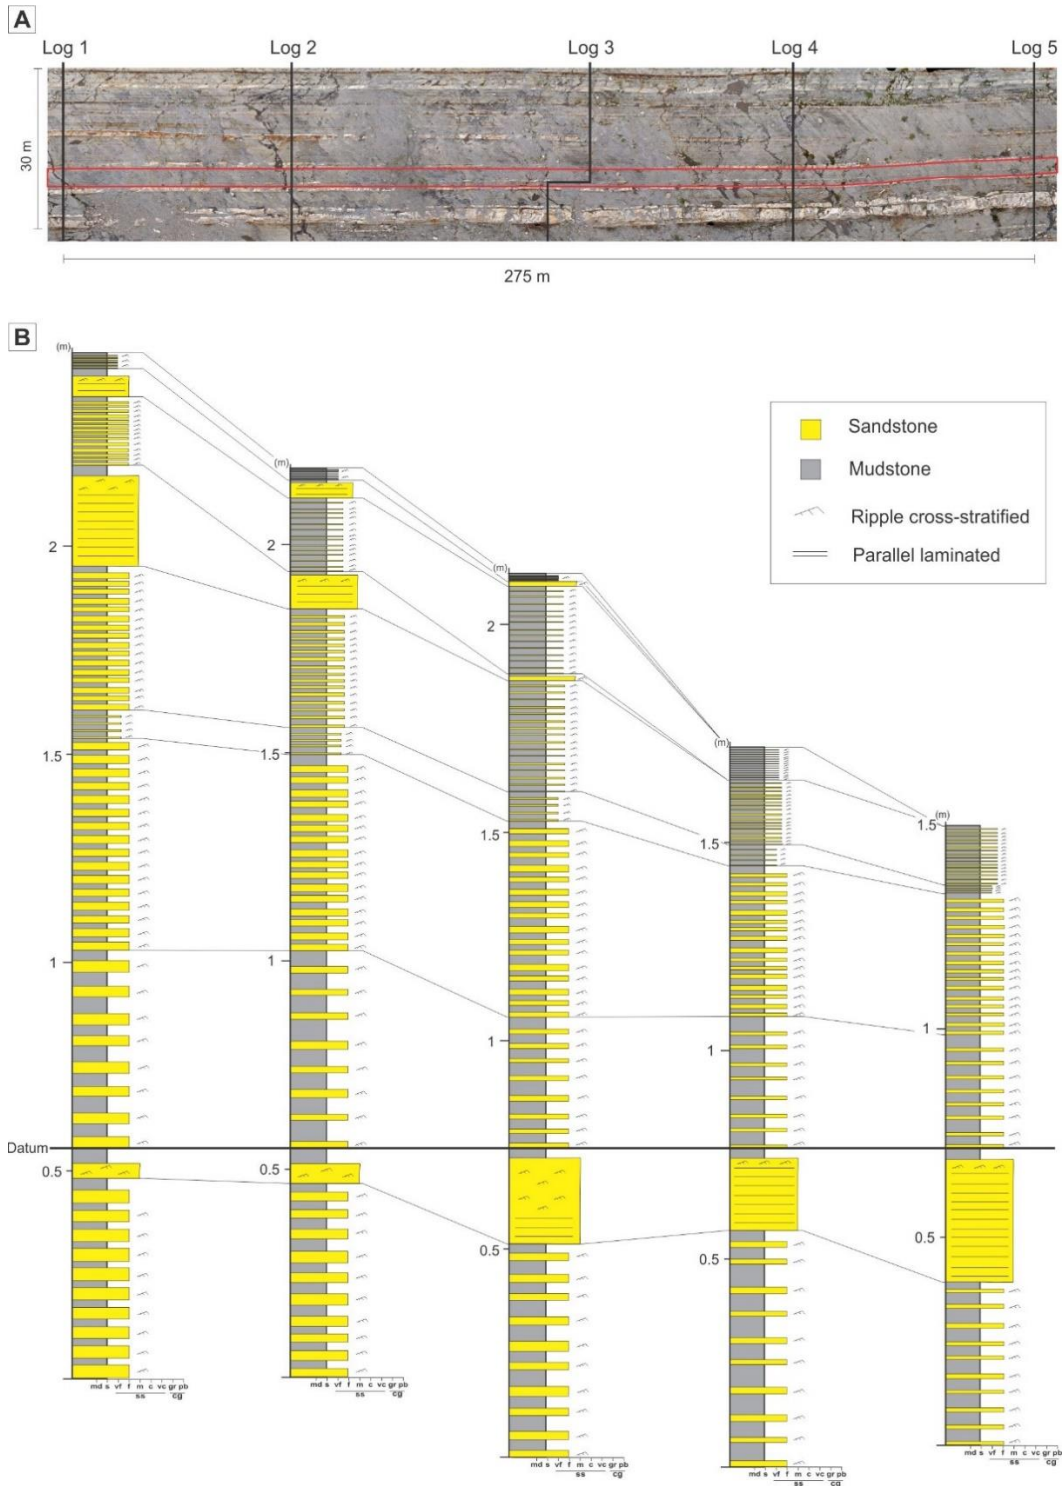 A
Log 1 Log 2 Log 3 Log 4 Log 5
30 m
275 m
B
(m)
2
1.5
1
0.5
(m)
2
1.5
1
0.5
(m)
2
1.5
1
0.5
(m)
1.5
1
0.5
(m)
1.5
1
0.5
Sandstone
Mudstone
Ripple cross-stratified
Parallel laminated
Datum
md s vf f m c vc gr pb
ss cg
md s vf f m c vc gr pb
ss cg
md s vf f m c vc gr pb
ss cg
md s vf f m c vc gr pb
ss cg
md s vf f m c vc gr pb
ss cg